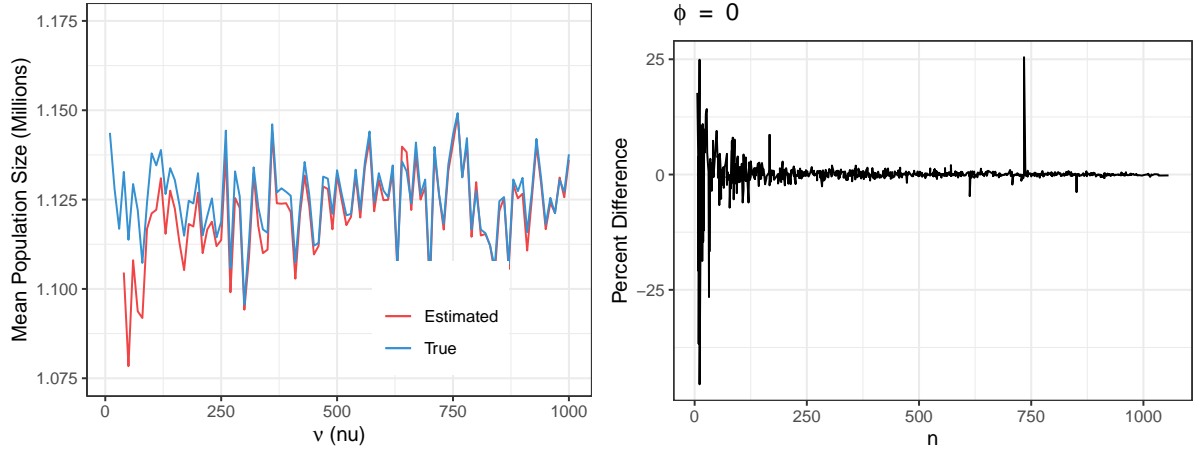 Mean Population Size (Millions)
1.175
1.150
1.125
1.100
1.075
Estimated
True
0
250
500
750
1000
ν (nu)
ϕ = 0
Percent Difference
25
0
−25
0
250
500
750
1000
n